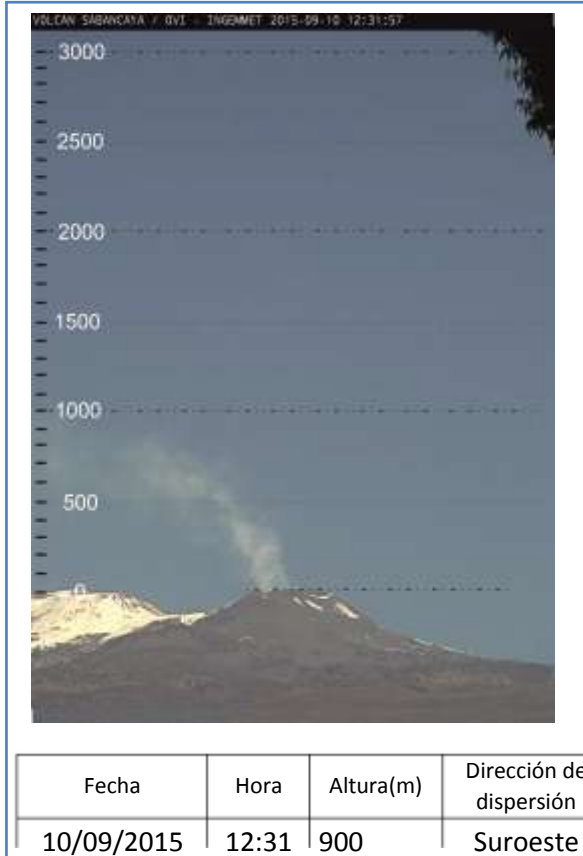 VOLCAN SABANCAYA / OVI - INGEMMET 2015-09-10 12:31:57
3000
2500
2000
1500
1000
500
0
Fecha Hora Altura(m) Dirección de
dispersión
10/09/2015 12:31 900 Suroeste